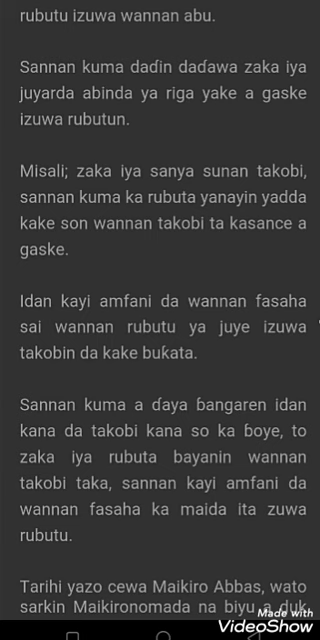 rubutu izuwa wannan abu.
Sannan kuma daɗin daɗawa zaka iya
juyarda abinda ya riga yake a gaske
izuwa rubutun.
Misali; zaka iya sanya sunan takobi,
sannan kuma ka rubuta yanayin yadda
kake son wannan takobi ta kasance a
gaske.
Idan kayi amfani da wannan fasaha
sai wannan rubutu ya juye izuwa
takobin da kake buƙata.
Sannan kuma a ɗaya ɓangaren idan
kana da takobi kana so ka ɓoye, to
zaka iya rubuta bayanin wannan
takobi taka, sannan kayi amfani da
wannan fasaha ka maida ita zuwa
rubutu.
Tarihi yazo cewa Maikiro Abbas, wato
sarkin Maikironomada na biyu a duk
Made with
VideoShow